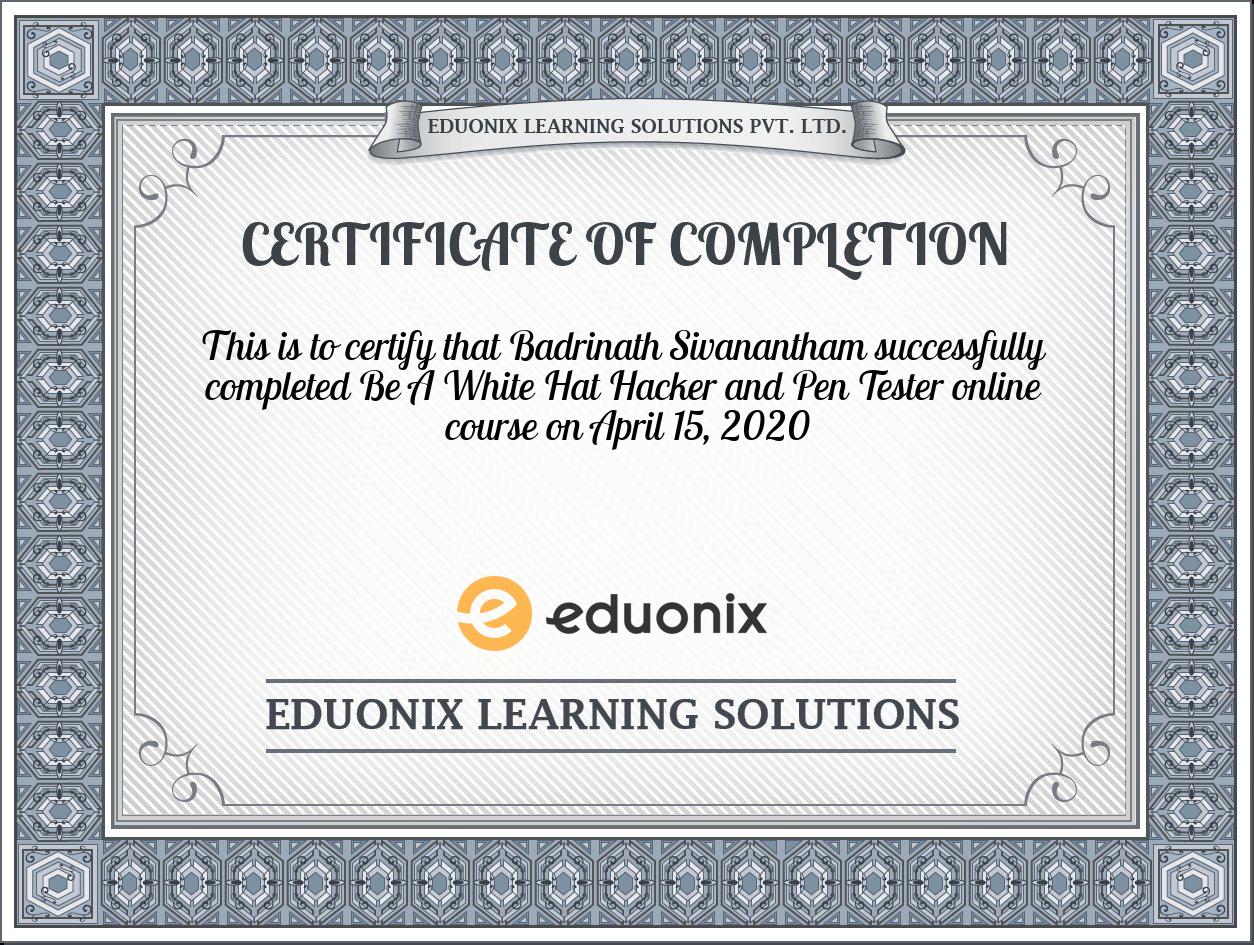 EDUONIX LEARNING SOLUTIONS PVT. LTD.
CERTIFICATE OF COMPLETION
This is to certify that Badrinath Sivanantham successfully
completed Be A White Hat Hacker and Pen Tester online
course on April 15, 2020
eduonix
EDUONIX LEARNING SOLUTIONS